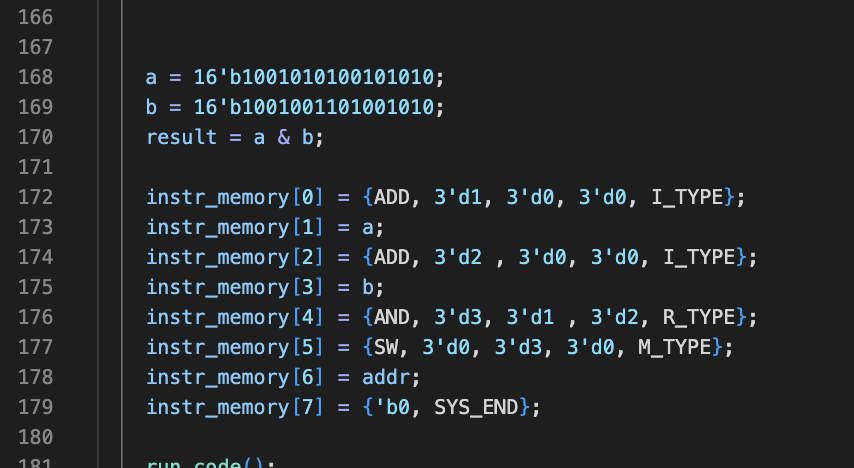 166
167
168 a = 16'b1001010100101010;
169 b = 16'b1001001101001010;
170 result = a & b;
171
172 instr_memory[0] = {ADD, 3'd1, 3'd0, 3'd0, I_TYPE};
173 instr_memory[1] = a;
174 instr_memory[2] = {ADD, 3'd2 , 3'd0, 3'd0, I_TYPE};
175 instr_memory[3] = b;
176 instr_memory[4] = {AND, 3'd3, 3'd1 , 3'd2, R_TYPE};
177 instr_memory[5] = {SW, 3'd0, 3'd3, 3'd0, M_TYPE};
178 instr_memory[6] = addr;
179 instr_memory[7] = {'b0, SYS_END};
180
181 run_code();